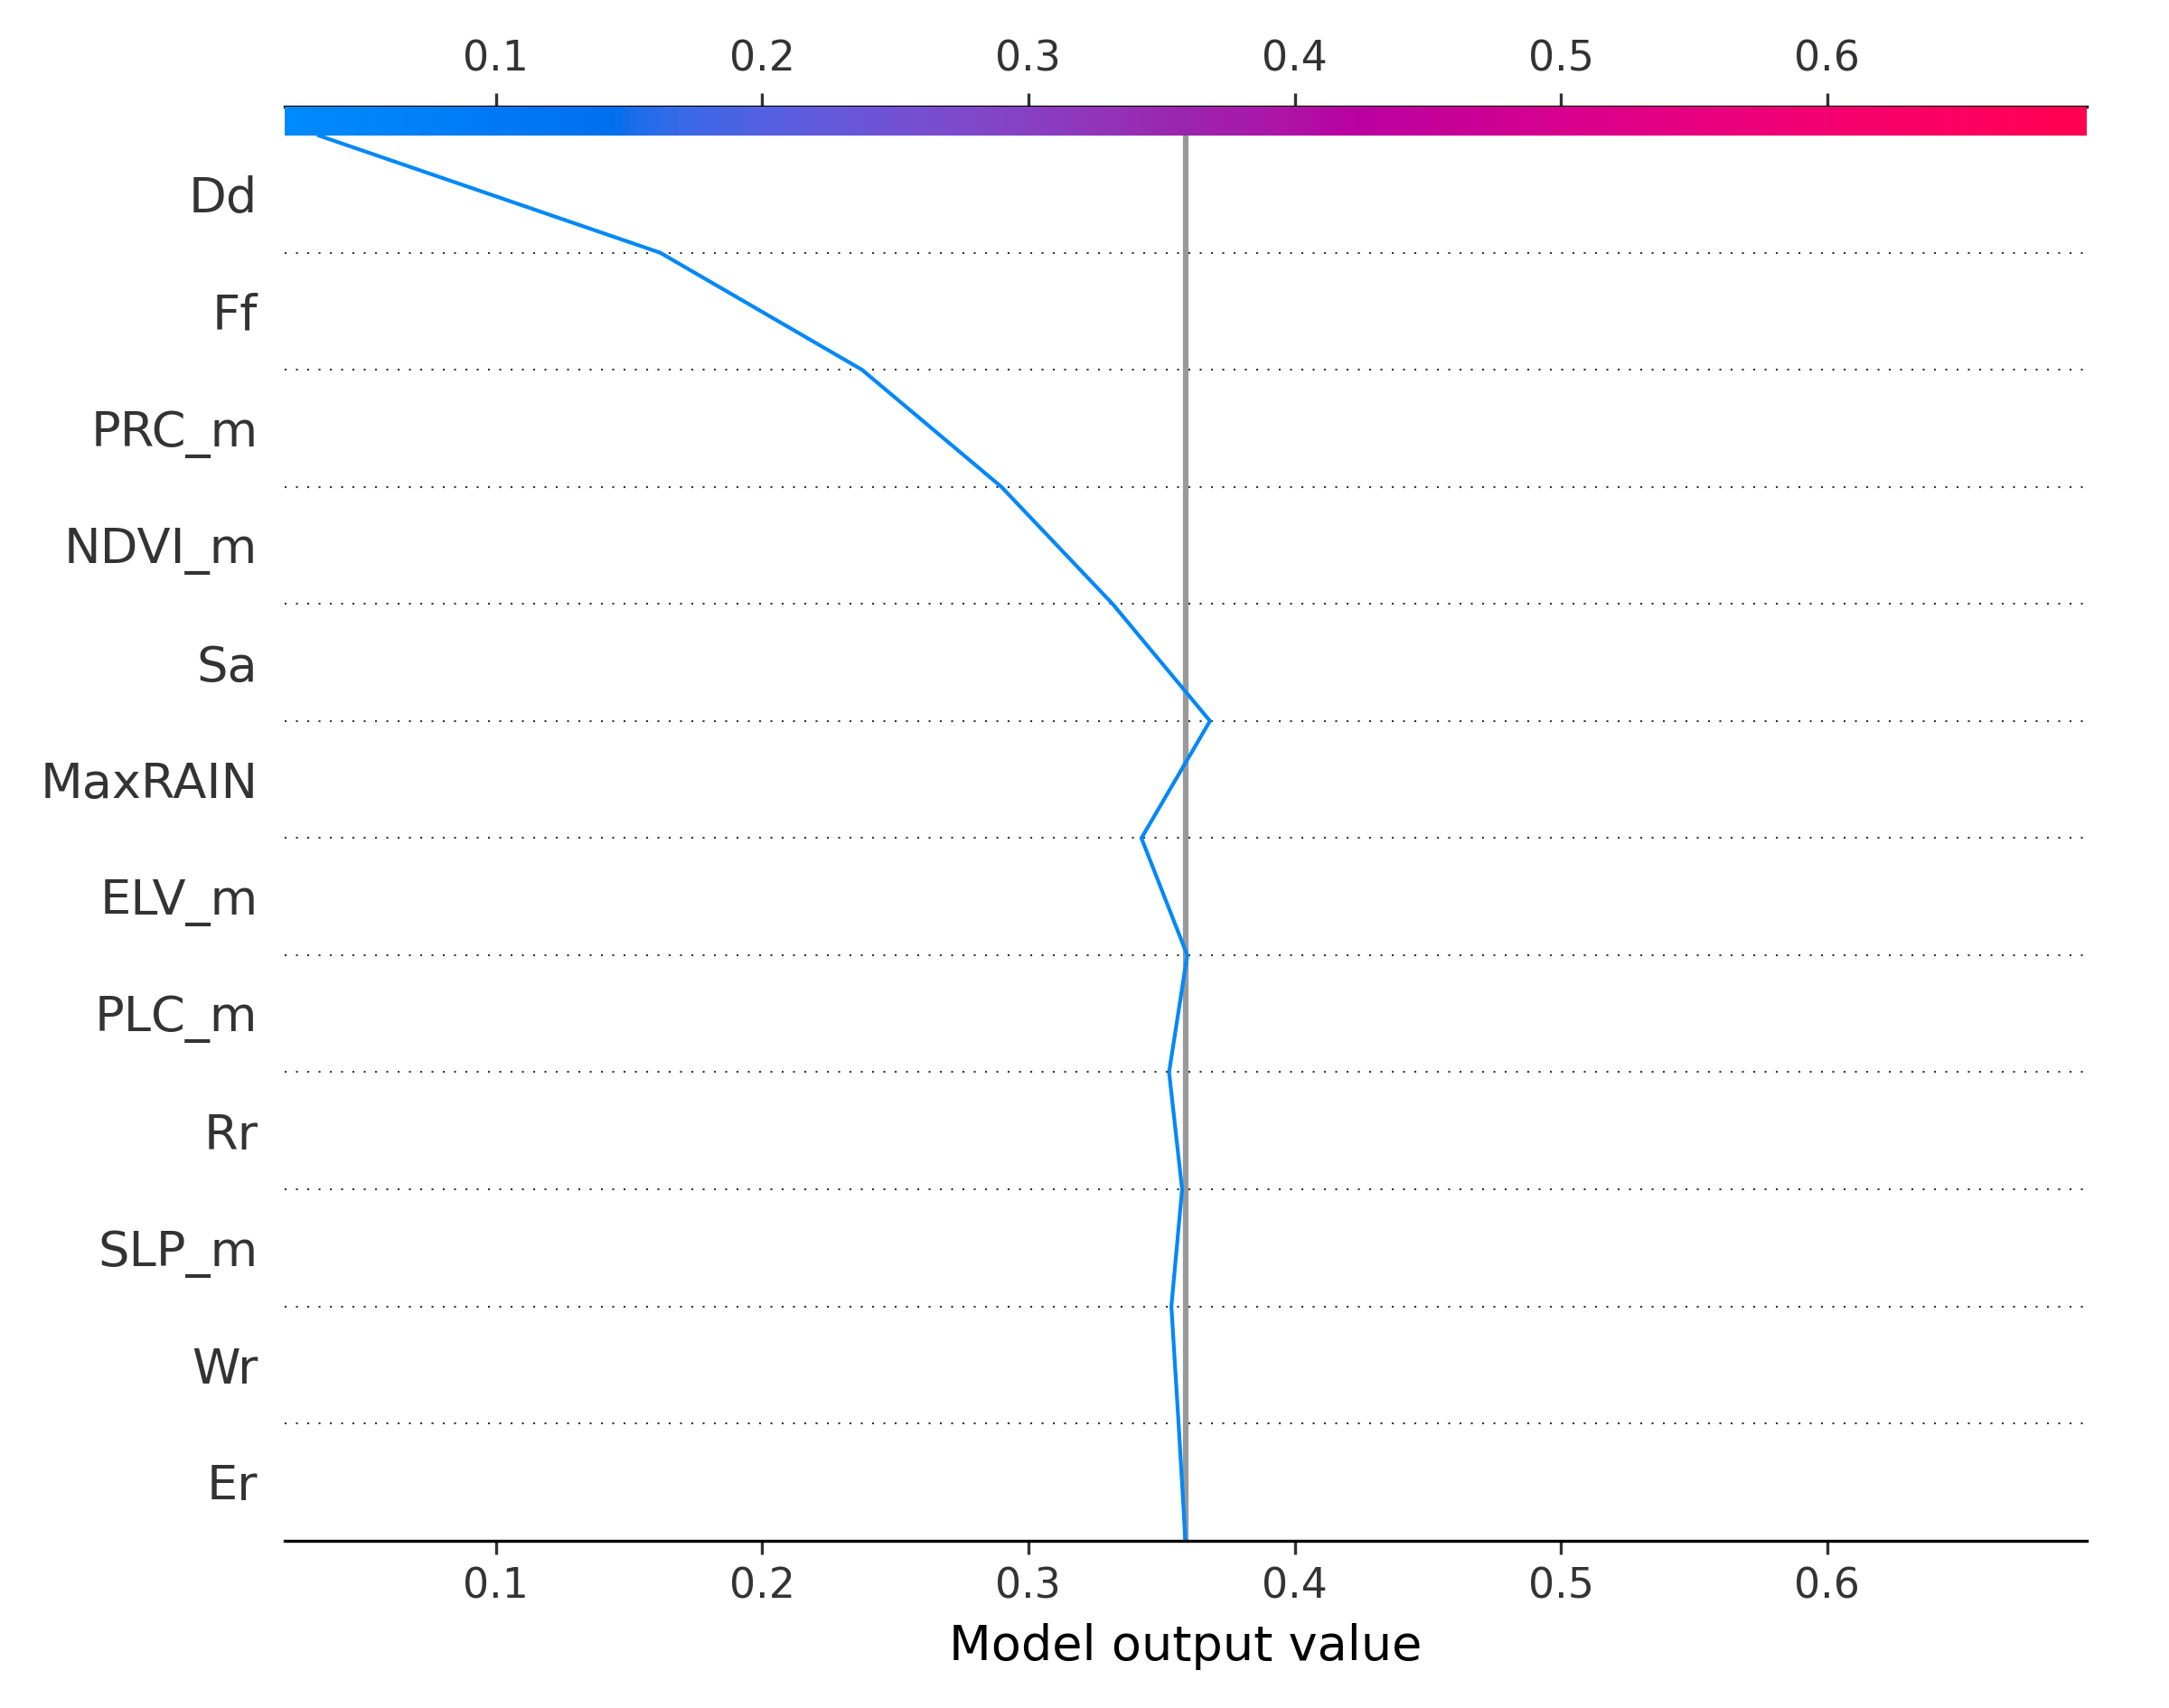 0.1 0.2 0.3 0.4 0.5 0.6
Dd
Ff
PRC_m
NDVI_m
Sa
MaxRAIN
ELV_m
PLC_m
Rr
SLP_m
Wr
Er
0.1 0.2 0.3 0.4 0.5 0.6
Model output value